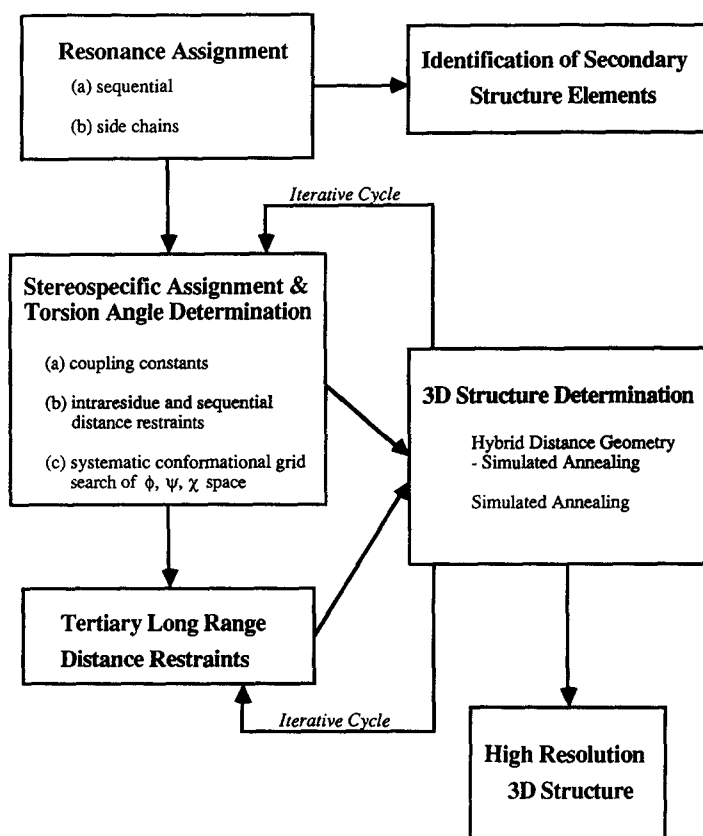 Resonance Assignment
(a) sequential
(b) side chains
Identification of Secondary
Structure Elements
Iterative Cycle
Stereospecific Assignment &
Torsion Angle Determination
(a) coupling constants
(b) intraresidue and sequential
distance restraints
(c) systematic conformational grid
search of ϕ, ψ, χ space
3D Structure Determination
Hybrid Distance Geometry
- Simulated Annealing
Simulated Annealing
Tertiary Long Range
Distance Restraints
Iterative Cycle
High Resolution
3D Structure